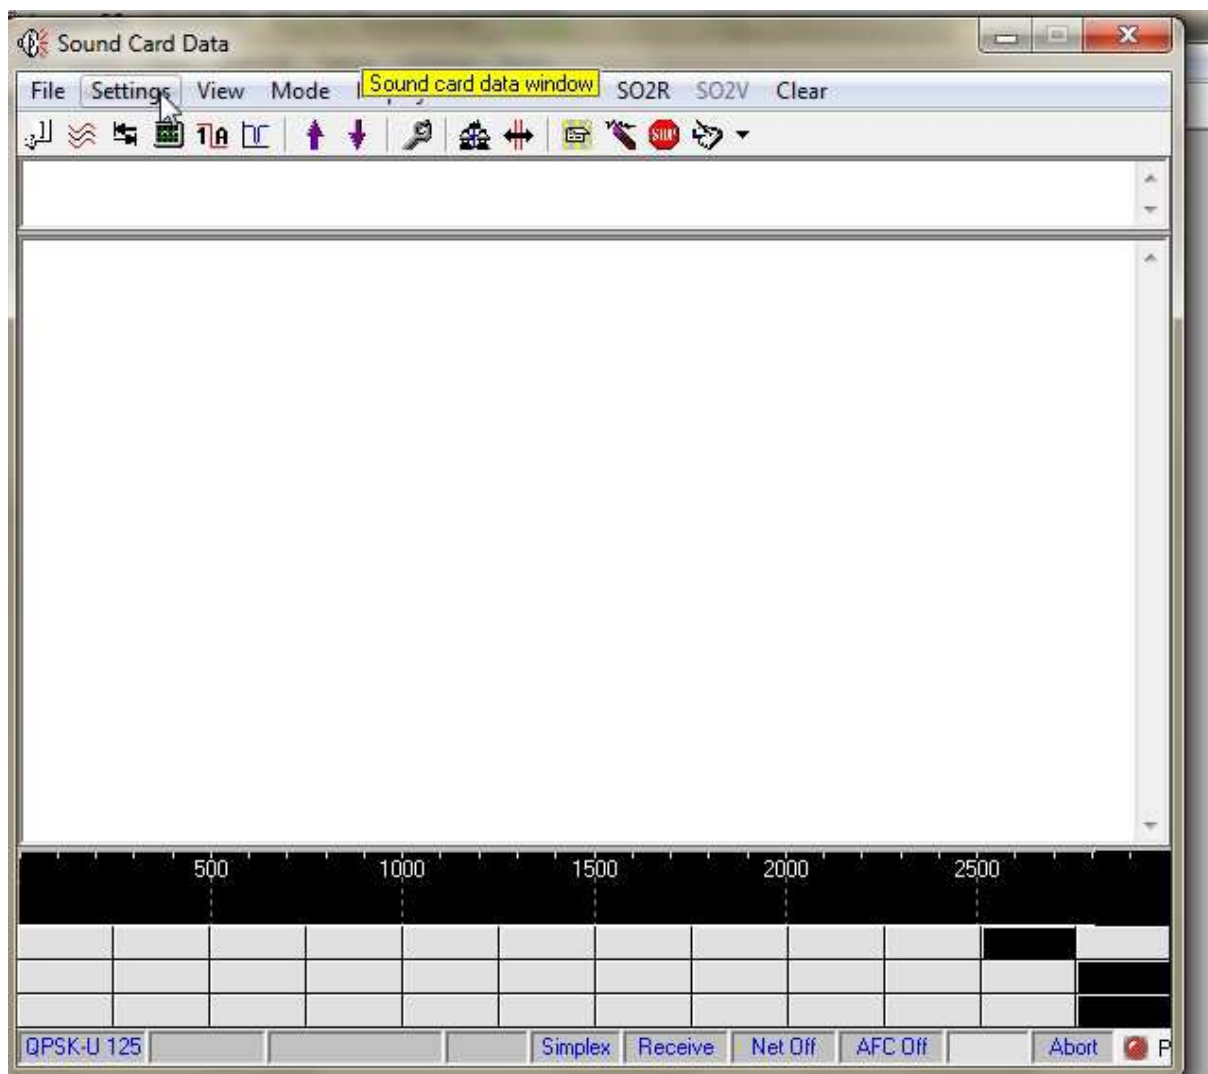 Sound Card Data
File Settings View Mode Sound card data window SO2R SO2V Clear
STOP
500 1000 1500 2000 2500
QPSK-U 125 Simplex Receive Net Off AFC Off Abort P